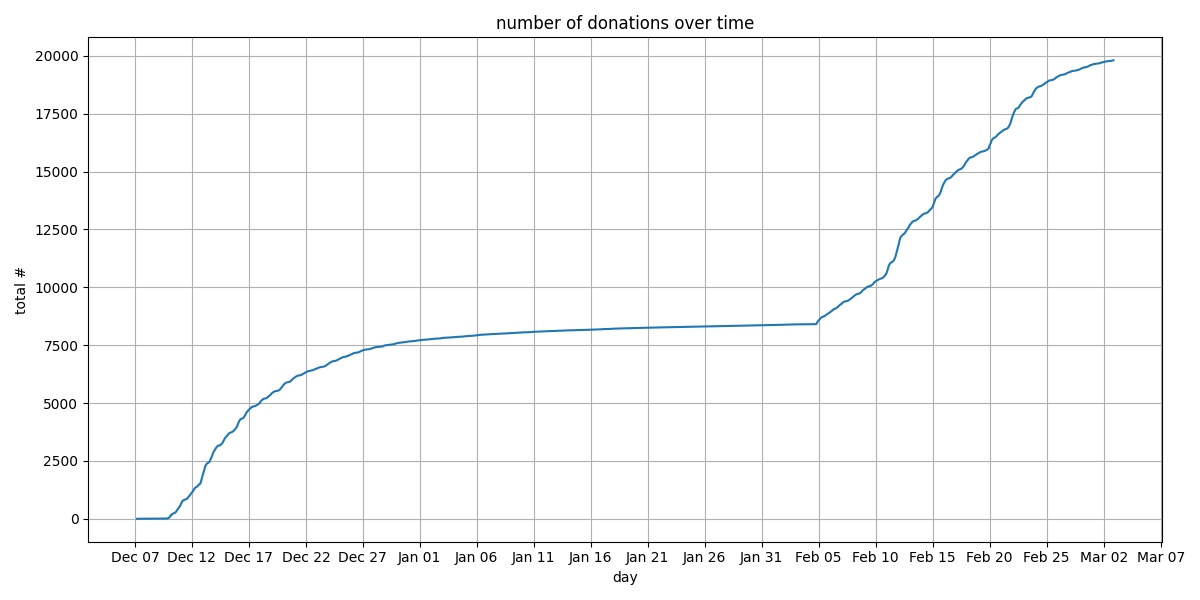 number of donations over time
total #
20000
17500
15000
12500
10000
7500
5000
2500
0
Dec 07 Dec 12 Dec 17 Dec 22 Dec 27 Jan 01 Jan 06 Jan 11 Jan 16 Jan 21 Jan 26 Jan 31 Feb 05 Feb 10 Feb 15 Feb 20 Feb 25 Mar 02 Mar 07
day